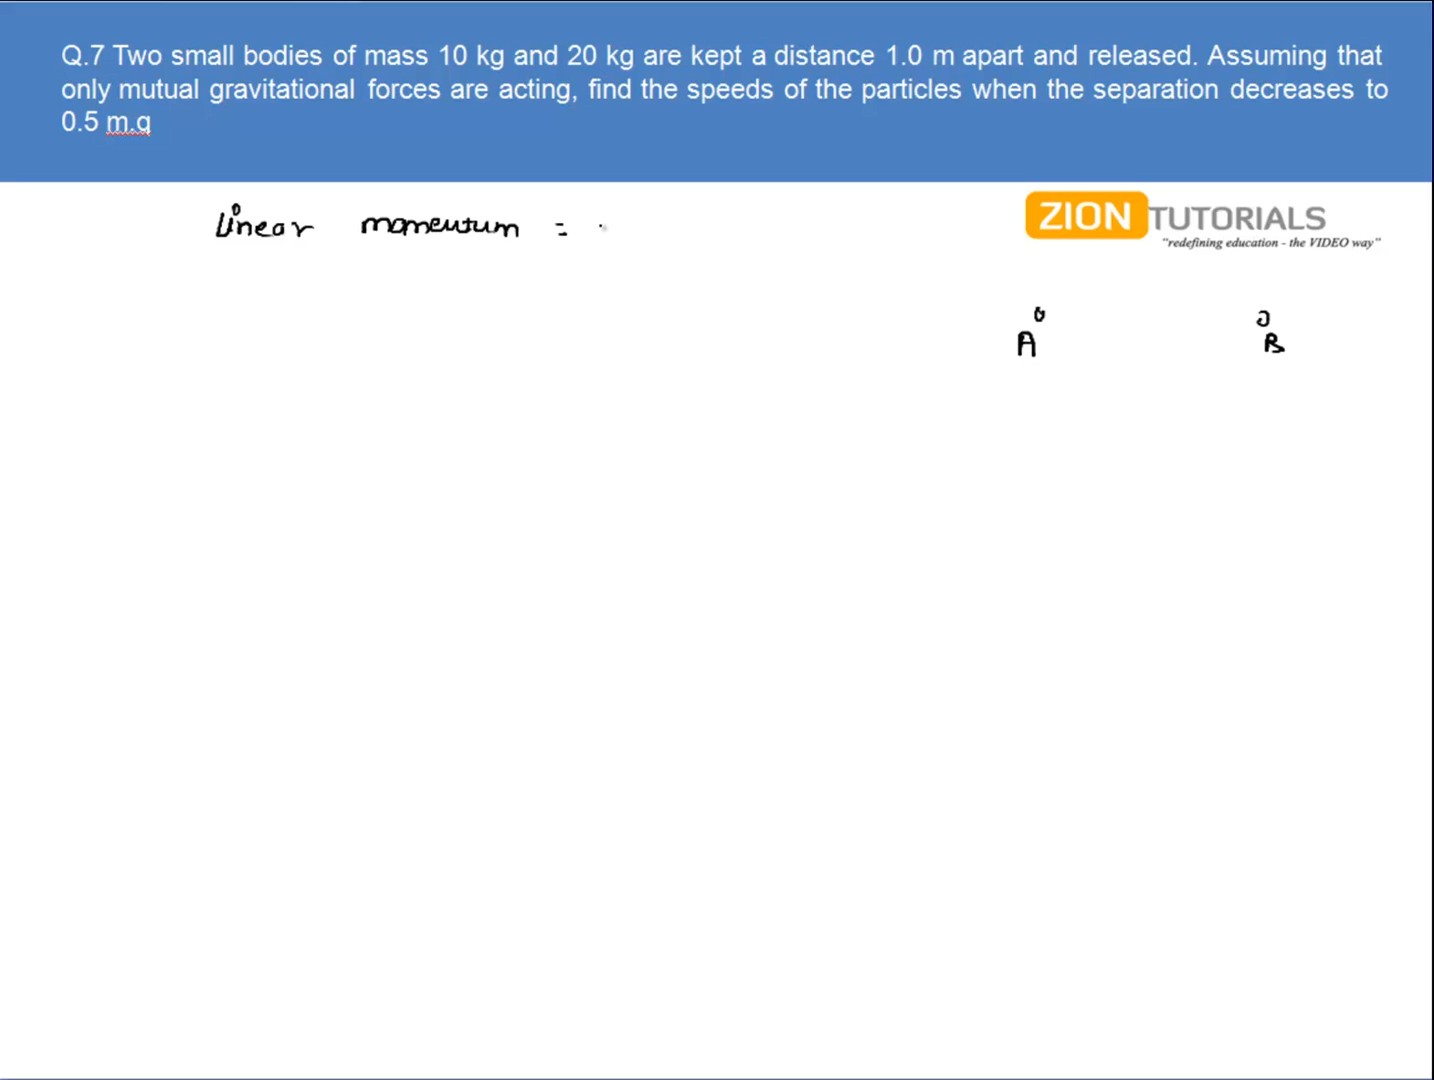 Q.7 Two small bodies of mass 10 kg and 20 kg are kept a distance 1.0 m apart and released. Assuming that
only mutual gravitational forces are acting, find the speeds of the particles when the separation decreases to
0.5 m.q
Linear momentum =
ZION TUTORIALS
"redefining education - the VIDEO way"
A B